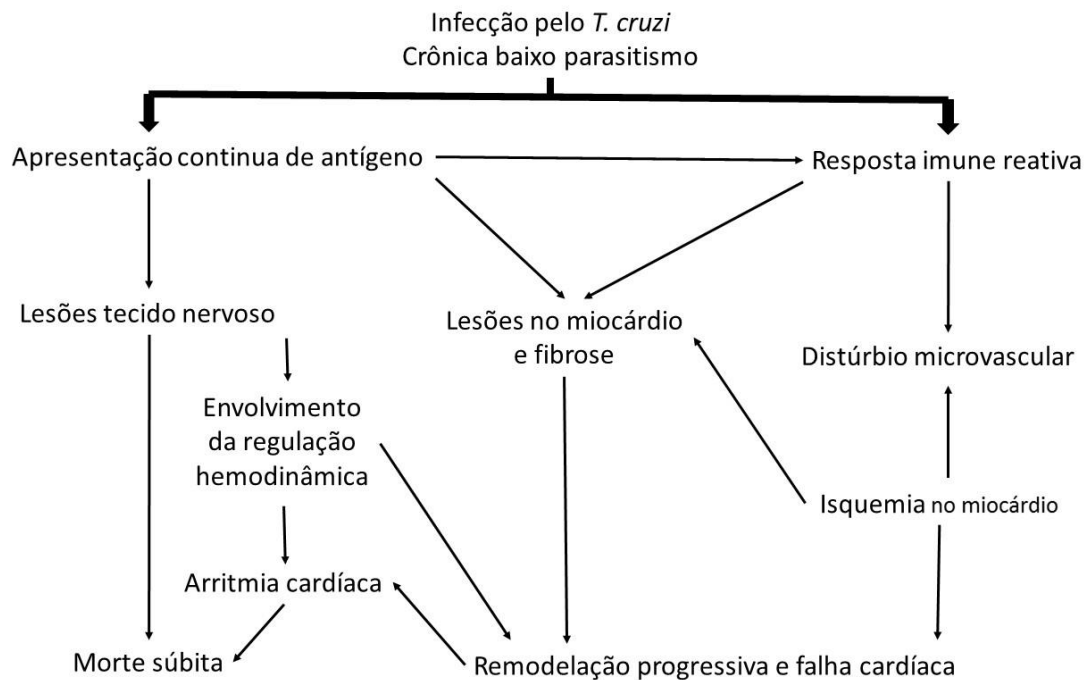 Infecção pelo T. cruzi
Crônica baixo parasitismo
Apresentação continua de antígeno
Resposta imune reativa
Lesões tecido nervoso
Lesões no miocárdio
e fibrose
Distúrbio microvascular
Envolvimento
da regulação
hemodinâmica
Isquemia no miocárdio
Arritmia cardíaca
Morte súbita
Remodelação progressiva e falha cardíaca